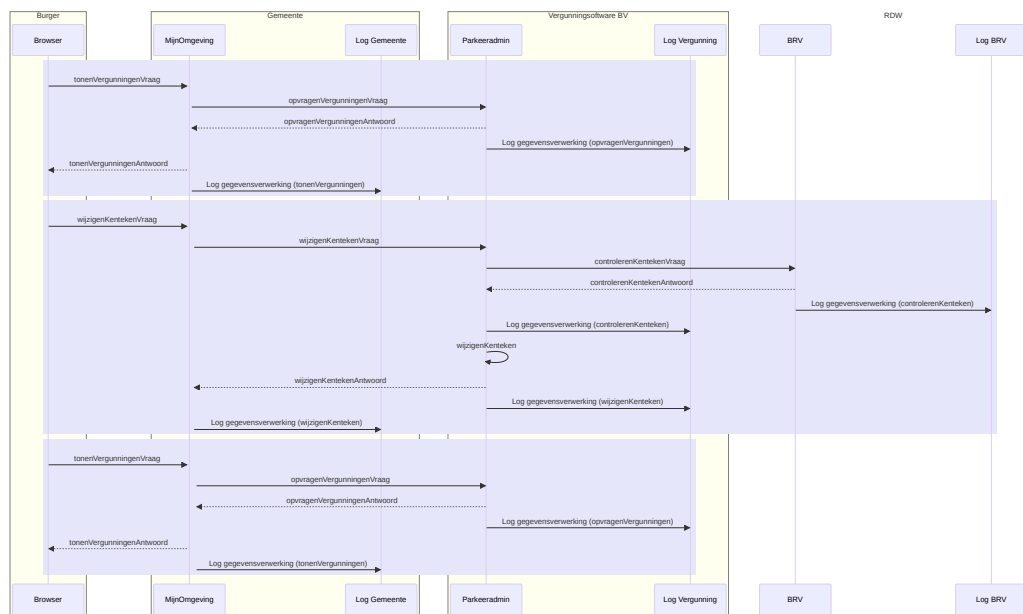 Burger
Gemeente
Vergunningsoftware BV
RDW
Browser
MijnOmgeving
Log Gemeente
Parkeeradmin
Log Vergunning
BRV
Log BRV
tonenVergunningenVraag
opvragenVergunningenVraag
opvragenVergunningenAntwoord
Log gegevensverwerking (opvragenVergunningen)
tonenVergunningenAntwoord
Log gegevensverwerking (tonenVergunningen)
wijzigenKentekenVraag
wijzigenKentekenVraag
controlerenKentekenVraag
controlerenKentekenAntwoord
Log gegevensverwerking (controlerenKenteken)
Log gegevensverwerking (controlerenKenteken)
wijzigenKenteken
wijzigenKentekenAntwoord
Log gegevensverwerking (wijzigenKenteken)
Log gegevensverwerking (wijzigenKenteken)
tonenVergunningenVraag
opvragenVergunningenVraag
opvragenVergunningenAntwoord
Log gegevensverwerking (opvragenVergunningen)
tonenVergunningenAntwoord
Log gegevensverwerking (tonenVergunningen)
Browser
MijnOmgeving
Log Gemeente
Parkeeradmin
Log Vergunning
BRV
Log BRV